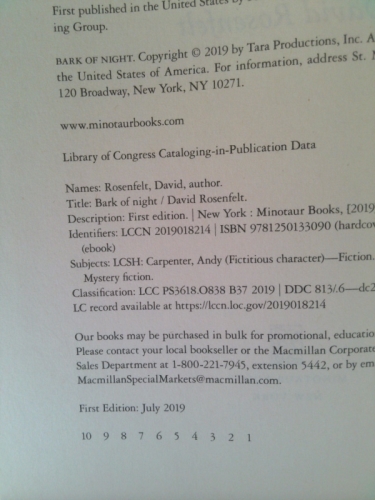 First published in the United States by
ing Group.
BARK OF NIGHT. Copyright © 2019 by Tara Productions, Inc. A
the United States of America. For information, address St. M
120 Broadway, New York, NY 10271.
www.minotaurbooks.com
Library of Congress Cataloging-in-Publication Data
Names: Rosenfelt, David, author.
Title: Bark of night / David Rosenfelt.
Description: First edition. | New York : Minotaur Books, [2019
Identifiers: LCCN 2019018214 | ISBN 9781250133090 (hardcov
(ebook)
Subjects: LCSH: Carpenter, Andy (Fictitious character)—Fiction.
Mystery fiction.
Classification: LCC PS3618.O838 B37 2019 | DDC 813/.6—dc2
LC record available at https://lccn.loc.gov/2019018214
Our books may be purchased in bulk for promotional, educatio
Please contact your local bookseller or the Macmillan Corporate
Sales Department at 1-800-221-7945, extension 5442, or by em
MacmillanSpecialMarkets@macmillan.com.
First Edition: July 2019
10 9 8 7 6 5 4 3 2 1